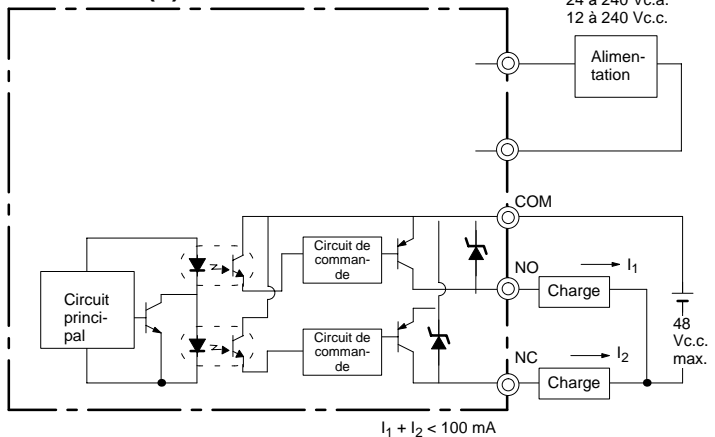 24 à 240 Vc.a.
12 à 240 Vc.c.
Alimen-
tation
COM
Circuit de
comman-
de
NO
I1
Charge
Circuit
princi-
pal
48
Vc.c.
max.
Circuit de
comman-
de
NC
I2
Charge
I1 + I2 < 100 mA